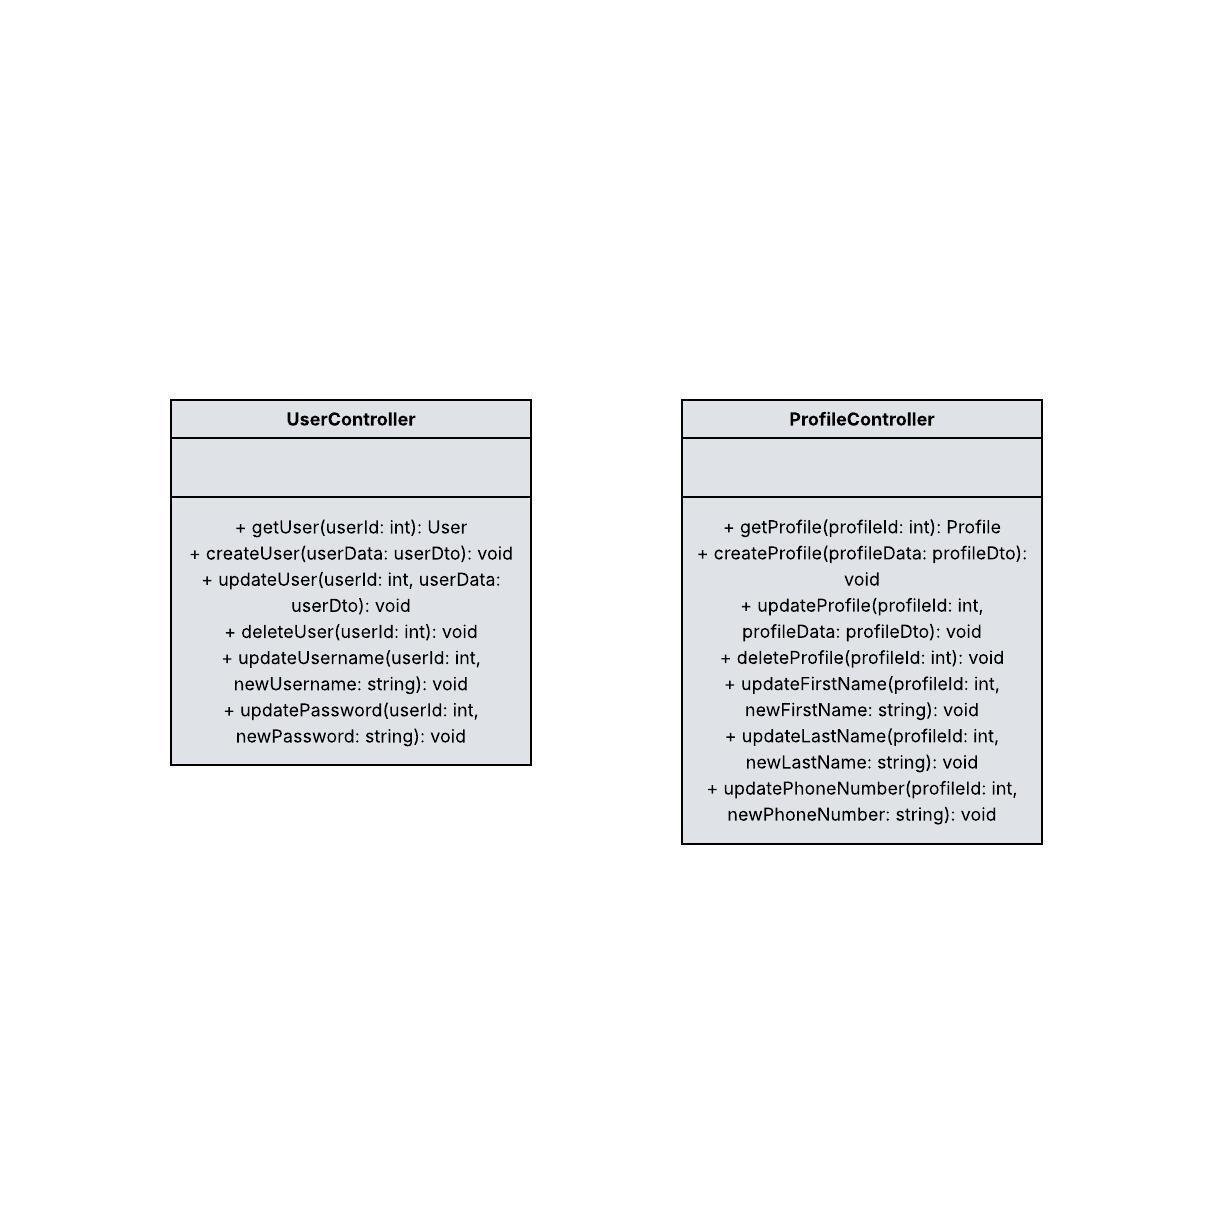 UserController
+ getUser(userId: int): User
+ createUser(userData: userDto): void
+ updateUser(userId: int, userData:
userDto): void
+ deleteUser(userId: int): void
+ updateUsername(userId: int,
newUsername: string): void
+ updatePassword(userId: int,
newPassword: string): void
ProfileController
+ getProfile(profileId: int): Profile
+ createProfile(profileData: profileDto):
void
+ updateProfile(profileId: int,
profileData: profileDto): void
+ deleteProfile(profileId: int): void
+ updateFirstName(profileId: int,
newFirstName: string): void
+ updateLastName(profileId: int,
newLastName: string): void
+ updatePhoneNumber(profileId: int,
newPhoneNumber: string): void